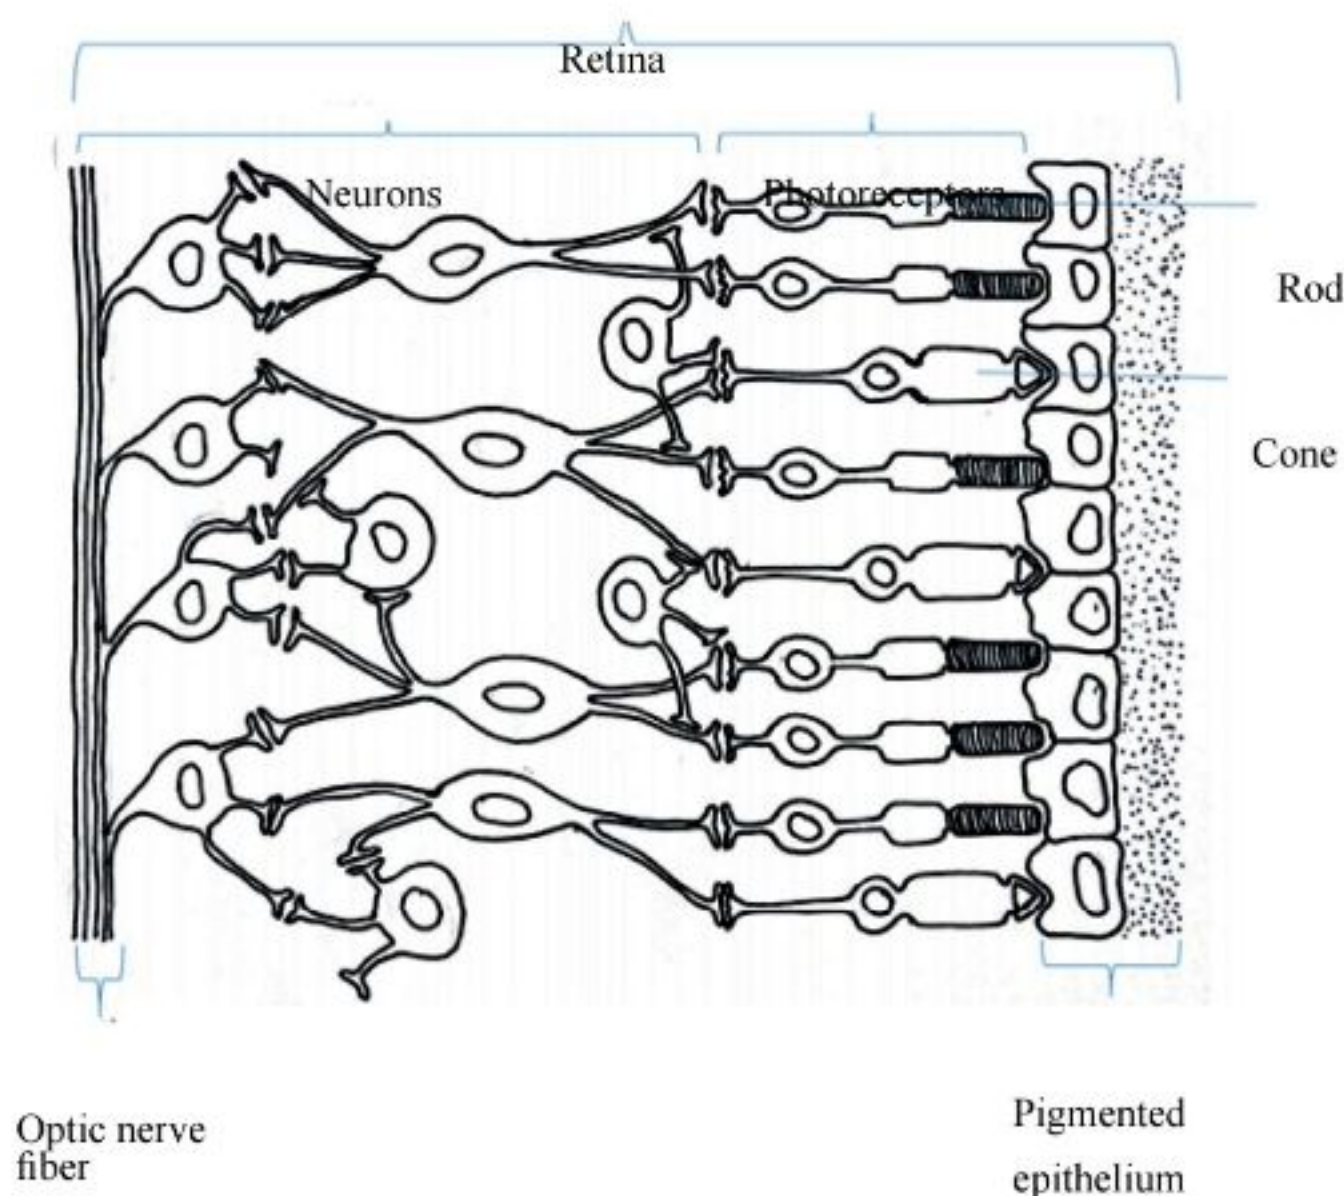 Retina
Neurons
Photoreceptors
Rod
Cone
Optic nerve
fiber
Pigmented
epithelium